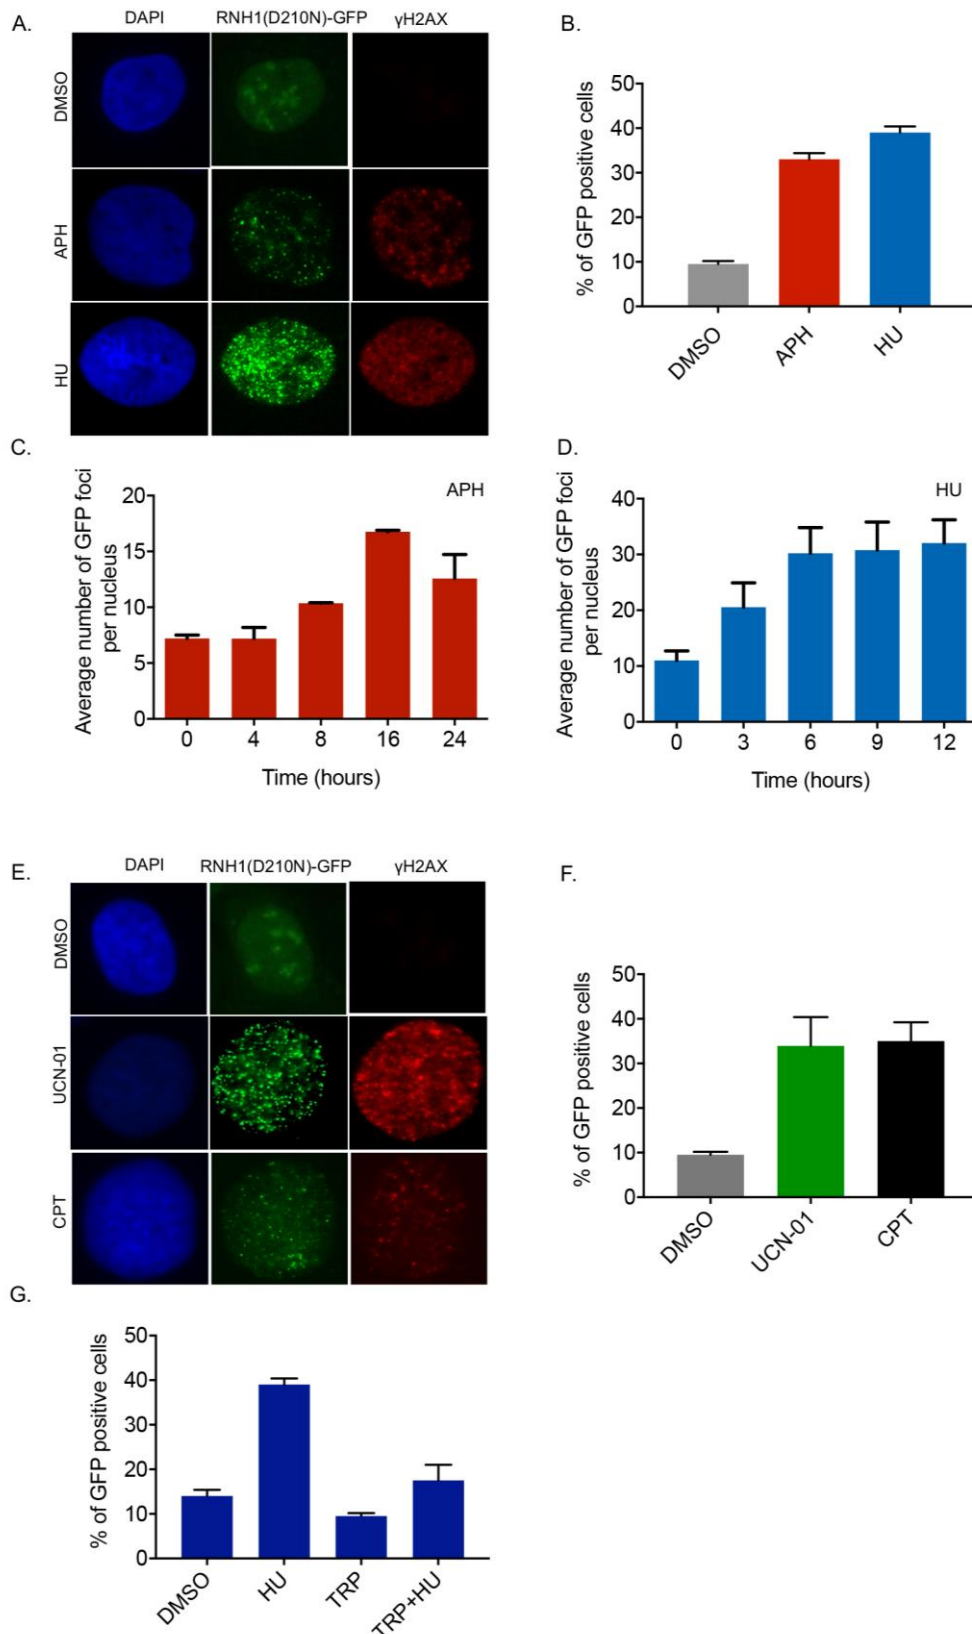 A.
DAPI
RNH1(D210N)-GFP
γH2AX
DMSO
APH
HU
B.
% of GFP positive cells
50
40
30
20
10
0
DMSO
APH
HU
C.
Average number of GFP foci
per nucleus
APH
20
15
10
5
0
0 4 8 16 24
Time (hours)
D.
Average number of GFP foci
per nucleus
HU
40
30
20
10
0
0 3 6 9 12
Time (hours)
E.
DAPI
RNH1(D210N)-GFP
γH2AX
DMSO
UCN-01
CPT
F.
% of GFP positive cells
50
40
30
20
10
0
DMSO
UCN-01
CPT
G.
% of GFP positive cells
50
40
30
20
10
0
DMSO
HU
TRP
TRP+HU